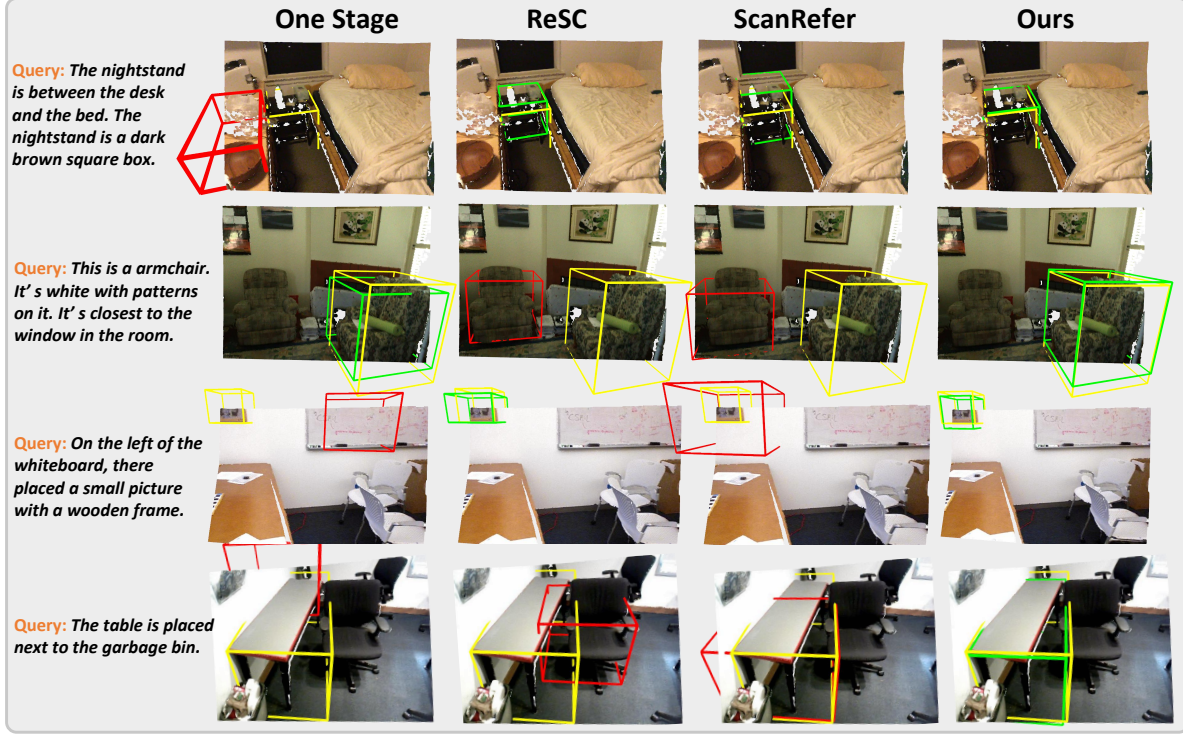 One Stage
ReSC
ScanRefer
Ours
Query: The nightstand
is between the desk
and the bed. The
nightstand is a dark
brown square box.
Query: This is a armchair.
It' s white with patterns
on it. It' s closest to the
window in the room.
Query: On the left of the
whiteboard, there
placed a small picture
with a wooden frame.
Query: The table is placed
next to the garbage bin.